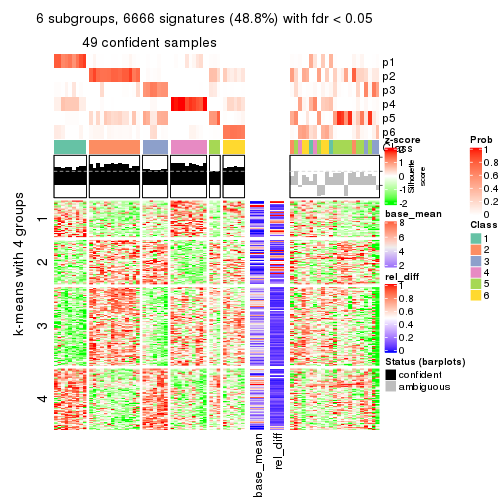 6 subgroups, 6666 signatures (48.8%) with fdr < 0.05
49 confident samples
p1
p2
p3
p4
p5
p6
Class
Silhouette
score
1
2
3
4
k-means with 4 groups
base_mean
rel_diff
z-score
2
1
0
-1
-2
base_mean
8
6
4
2
rel_diff
1
0.8
0.6
0.4
0.2
0
Status (barplots)
confident
ambiguous
Prob
1
0.8
0.6
0.4
0.2
0
Class
1
2
3
4
5
6